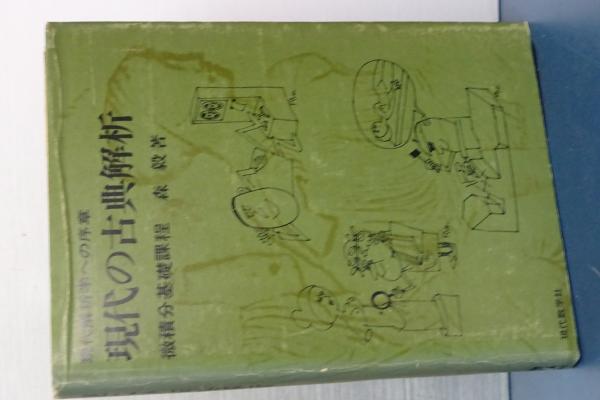 現代解析学への序章
現代の古典解析
微積分基礎課程 森 毅 著
現代数学社